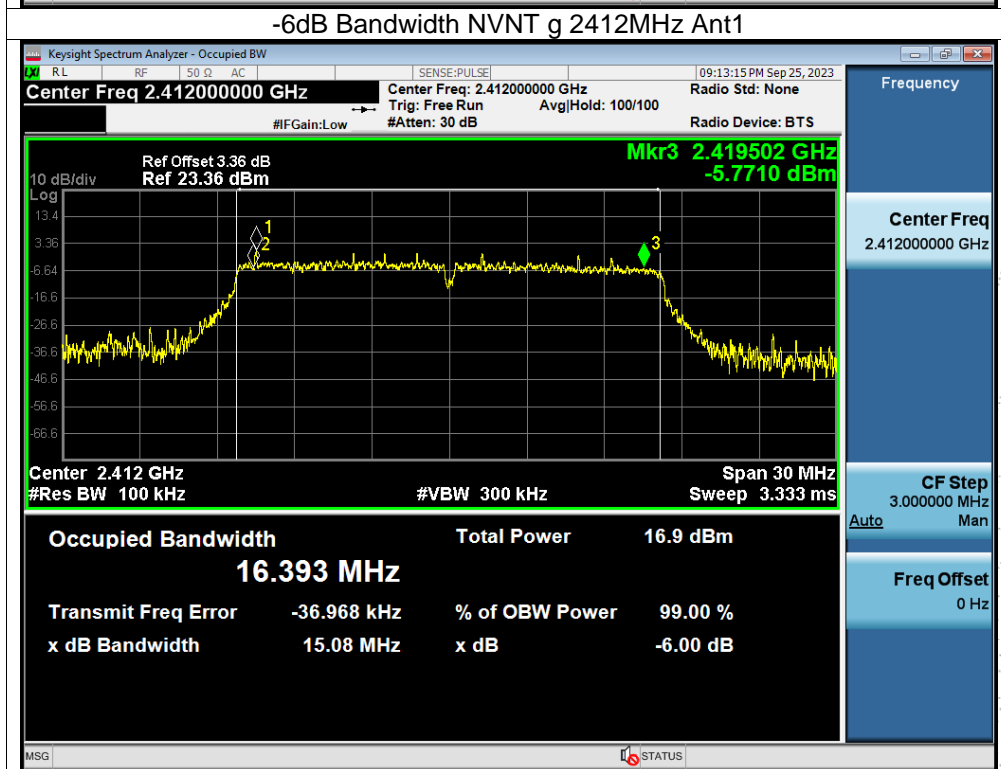 -6dB Bandwidth NVNT g 2412MHz Ant1
Keysight Spectrum Analyzer - Occupied BW
LXI RL RF 50 Ω AC SENSE:PULSE 09:13:15 PM Sep 25, 2023
Center Freq 2.412000000 GHz Center Freq: 2.412000000 GHz Radio Std: None
Trig: Free Run Avg|Hold: 100/100
#IFGain:Low #Atten: 30 dB Radio Device: BTS
Frequency
Mkr3 2.419502 GHz
-5.7710 dBm
Ref Offset 3.36 dB
10 dB/div Ref 23.36 dBm
Log
13.4
3.36
-6.64
-16.6
-26.6
-36.6
-46.6
-56.6
-66.6
1
2
3
Center 2.412 GHz Span 30 MHz
#Res BW 100 kHz #VBW 300 kHz Sweep 3.333 ms
Center Freq
2.412000000 GHz
CF Step
3.000000 MHz
Auto Man
Freq Offset
0 Hz
Occupied Bandwidth Total Power 16.9 dBm
16.393 MHz
Transmit Freq Error -36.968 kHz % of OBW Power 99.00 %
x dB Bandwidth 15.08 MHz x dB -6.00 dB
MSG STATUS